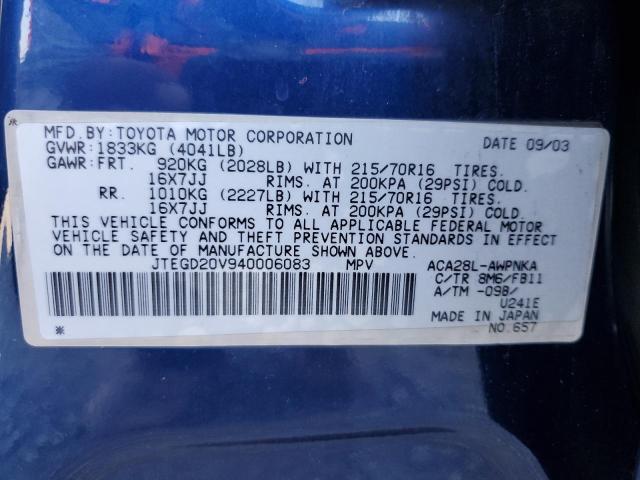 MFD.BY:TOYOTA MOTOR CORPORATION DATE 09/03
GVWR:1833KG (4041LB)
GAWR:FRT. 920KG (2028LB) WITH 215/70R16 TIRES.
16X7JJ RIMS. AT 200KPA (29PSI) COLD.
RR. 1010KG (2227LB) WITH 215/70R16 TIRES.
16X7JJ RIMS. AT 200KPA (29PSI) COLD.
THIS VEHICLE CONFORMS TO ALL APPLICABLE FEDERAL MOTOR
VEHICLE SAFETY AND THEFT PREVENTION STANDARDS IN EFFECT
ON THE DATE OF MANUFACTURE SHOWN ABOVE.
JTEGD20V940006083 MPV ACA28L-AWPNKA
C/TR 8M6/FB11
A/TM -09B/
U241E
MADE IN JAPAN
NO.657